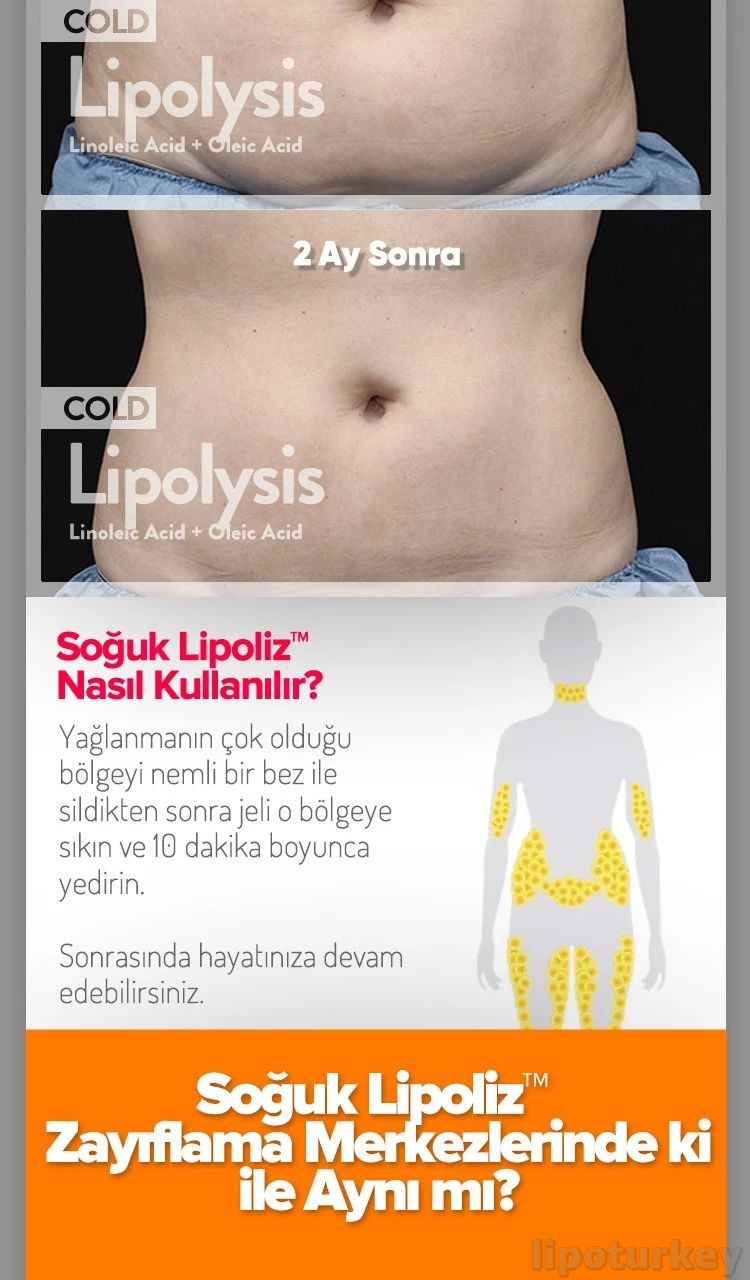 COLD
Lipolysis
Linoleic Acid + Oleic Acid
2 Ay Sonra
COLD
Lipolysis
Linoleic Acid + Oleic Acid
Soğuk Lipoliz™
Nasıl Kullanılır?
Yağlanmanın çok olduğu
bölgeyi nemli bir bez ile
sildikten sonra jeli o bölgeye
sıkın ve 10 dakika boyunca
yedirin.
Sonrasında hayatınıza devam
edebilirsiniz.
Soğuk Lipoliz™
Zayıflama Merkezlerinde ki
ile Aynı mı?
lipoturkey